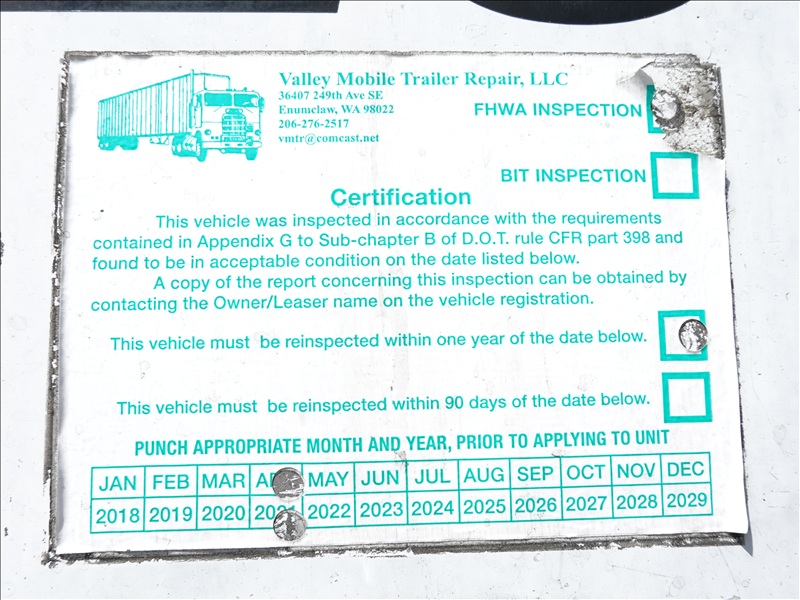 Valley Mobile Trailer Repair, LLC
36407 249th Ave SE
Enumclaw, WA 98022
206-276-2517
vmtr@comcast.net
FHWA INSPECTION
BIT INSPECTION
Certification
This vehicle was inspected in accordance with the requirements
contained in Appendix G to Sub-chapter B of D.O.T. rule CFR part 398 and
found to be in acceptable condition on the date listed below.
A copy of the report concerning this inspection can be obtained by
contacting the Owner/Leaser name on the vehicle registration.
This vehicle must be reinspected within one year of the date below.
This vehicle must be reinspected within 90 days of the date below.
PUNCH APPROPRIATE MONTH AND YEAR, PRIOR TO APPLYING TO UNIT
JAN FEB MAR MAY JUN JUL AUG SEP OCT NOV DEC
2018 2019 2020 2021 2022 2023 2024 2025 2026 2027 2028 2029